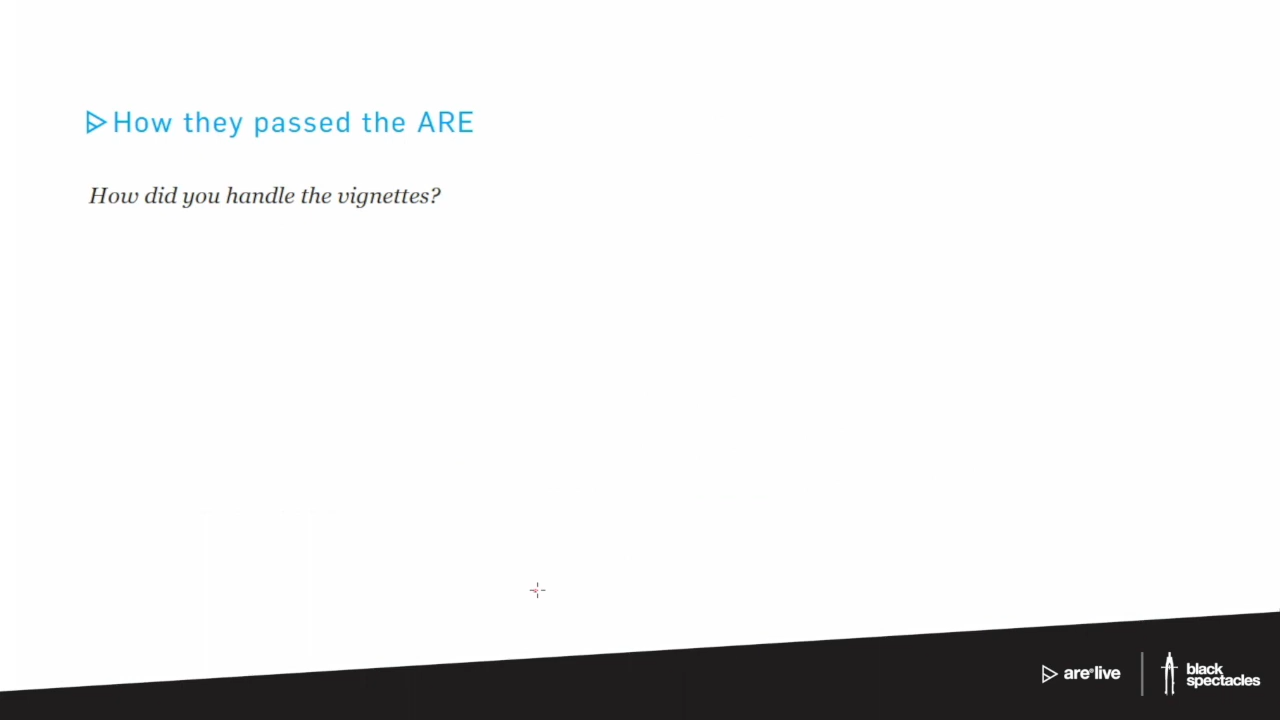 How they passed the ARE
How did you handle the vignettes?
are®live
black
spectacles